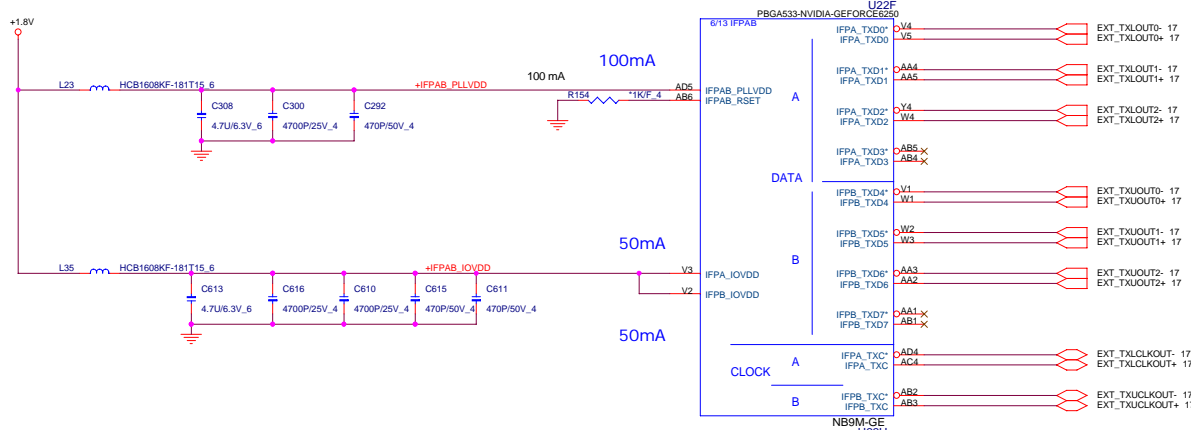 U22F
PBGA533-NVIDIA-GEFORCE6250
+1.8V
6/13 IFPAB
IFPA_TXD0* V4 EXT_TXLOUT0- 17
IFPA_TXD0 V5 EXT_TXLOUT0+ 17
100mA
IFPA_TXD1* AA4 EXT_TXLOUT1- 17
IFPA_TXD1 AA5 EXT_TXLOUT1+ 17
100 mA
L23 HCB1608KF-181T15_6 +IFPAB_PLLVDD AD5 IFPAB_PLLVDD
R154 *1K/F_4 AB6 IFPAB_RSET
A
C308 C300 C292
4.7U/6.3V_6 4700P/25V_4 470P/50V_4
IFPA_TXD2* Y4 EXT_TXLOUT2- 17
IFPA_TXD2 W4 EXT_TXLOUT2+ 17
IFPA_TXD3* AB5
IFPA_TXD3 AB4
DATA
IFPB_TXD4* V1 EXT_TXUOUT0- 17
IFPB_TXD4 W1 EXT_TXUOUT0+ 17
IFPB_TXD5* W2 EXT_TXUOUT1- 17
IFPB_TXD5 W3 EXT_TXUOUT1+ 17
50mA
B
L35 HCB1608KF-181T15_6 +IFPAB_IOVDD V3 IFPA_IOVDD
V2 IFPB_IOVDD
IFPB_TXD6* AA3 EXT_TXUOUT2- 17
IFPB_TXD6 AA2 EXT_TXUOUT2+ 17
C613 C616 C610 C615 C611
4.7U/6.3V_6 4700P/25V_4 4700P/25V_4 470P/50V_4 470P/50V_4
IFPB_TXD7* AA1
IFPB_TXD7 AB1
50mA
IFPA_TXC* AD4 EXT_TXLCLKOUT- 17
IFPA_TXC AC4 EXT_TXLCLKOUT+ 17
A
CLOCK
B
IFPB_TXC* AB2 EXT_TXUCLKOUT- 17
IFPB_TXC AB3 EXT_TXUCLKOUT+ 17
NB9M-GE